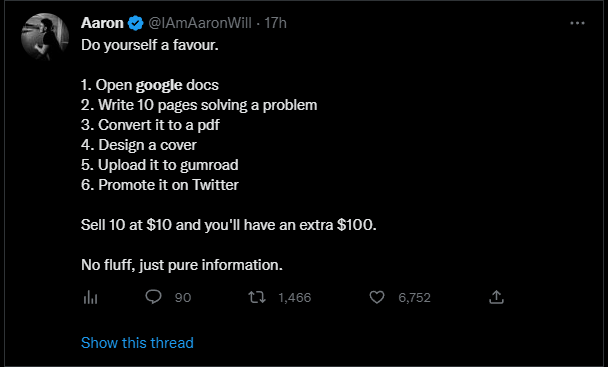 Aaron @IAmAaronWill · 17h
Do yourself a favour.
1. Open google docs
2. Write 10 pages solving a problem
3. Convert it to a pdf
4. Design a cover
5. Upload it to gumroad
6. Promote it on Twitter
Sell 10 at $10 and you'll have an extra $100.
No fluff, just pure information.
90 1,466 6,752
Show this thread